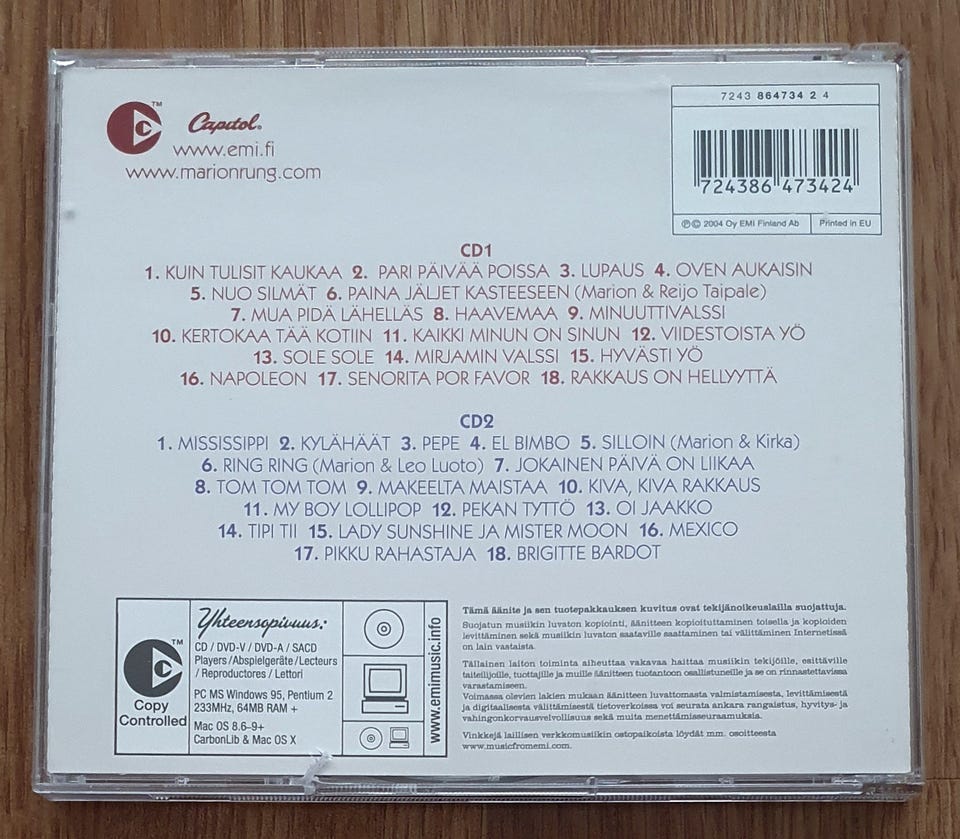 TM
Capitol®
www.emi.fi
www.marionrung.com
7243 864734 2 4
724386 473424
℗© 2004 Oy EMI Finland Ab
Printed in EU
CD1
1. KUIN TULISIT KAUKAA 2. PARI PÄIVÄÄ POISSA 3. LUPAUS 4. OVEN AUKAISIN
5. NUO SILMÄT 6. PAINA JÄLJET KASTEESEEN (Marion & Reijo Taipale)
7. MUA PIDÄ LÄHELLÄS 8. HAAVEMAA 9. MINUUTTIVALSSI
10. KERTOKAA TÄÄ KOTIIN 11. KAIKKI MINUN ON SINUN 12. VIIDESTOISTA YÖ
13. SOLE SOLE 14. MIRJAMIN VALSSI 15. HYVÄSTI YÖ
16. NAPOLEON 17. SENORITA POR FAVOR 18. RAKKAUS ON HELLYYTTÄ
CD2
1. MISSISSIPPI 2. KYLÄHÄÄT 3. PEPE 4. EL BIMBO 5. SILLOIN (Marion & Kirka)
6. RING RING (Marion & Leo Luoto) 7. JOKAINEN PÄIVÄ ON LIIKAA
8. TOM TOM TOM 9. MAKEELTA MAISTAA 10. KIVA, KIVA RAKKAUS
11. MY BOY LOLLIPOP 12. PEKAN TYTTÖ 13. OI JAAKKO
14. TIPI TII 15. LADY SUNSHINE JA MISTER MOON 16. MEXICO
17. PIKKU RAHASTAJA 18. BRIGITTE BARDOT
TM
Copy
Controlled
Yhteensopivuus:
CD / DVD-V / DVD-A / SACD
Players / Abspielgeräte / Lecteurs
/ Reproductores / Lettori
PC MS Windows 95, Pentium 2
233MHz, 64MB RAM +
Mac OS 8.6-9+
CarbonLib & Mac OS X
www.emimusic.info
Tämä äänite ja sen tuotepakkauksen kuvitus ovat tekijänoikeuslailla suojattuja.
Suojatun musiikin luvaton kopiointi, äänitteen kopioituttaminen toisella ja kopioiden
levittäminen sekä musiikin luvaton saataville saattaminen tai välittäminen Internetissä
on lain vastaista.
Tällainen laiton toiminta aiheuttaa vakavaa haittaa musiikin tekijöille, esittäville
taiteilijoille, tuottajille ja muille äänitteen tuotantoon osallistuneille ja se on rinnastettavissa
varastamiseen.
Voimassa olevien lakien mukaan äänitteen luvattomasta valmistamisesta, levittämisestä
ja digitaalisesta välittämisestä tietoverkoissa voi seurata ankara rangaistus, hyvitys- ja
vahingonkorvausvelvollisuus sekä muita menettämisseuraamuksia.
Vinkkejä laillisen verkkomusiikin ostopaikoista löydät mm. osoitteesta
www.musicfromemi.com.